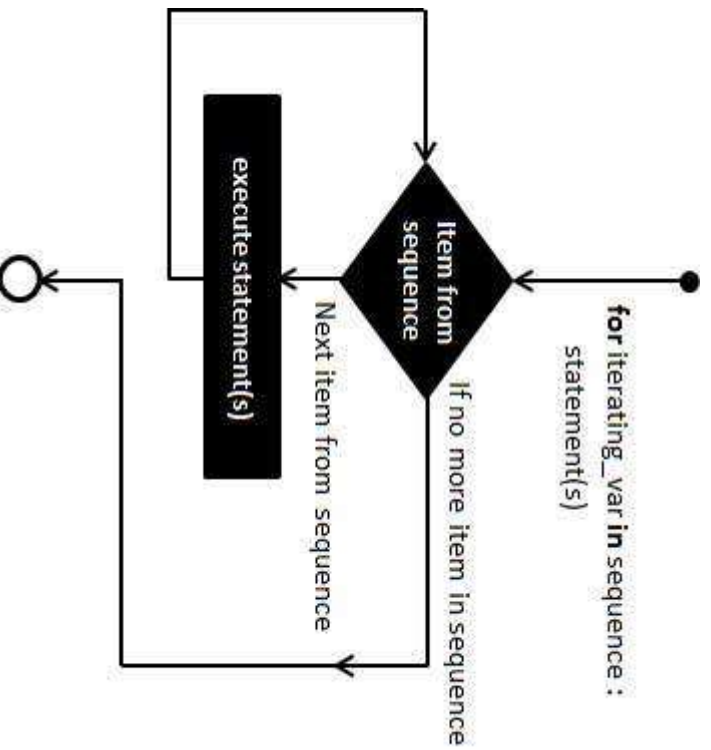 for iterating_var in sequence :
statement(s)
If no more item in sequence
Item from
sequence
Next item from sequence
execute statement(s)